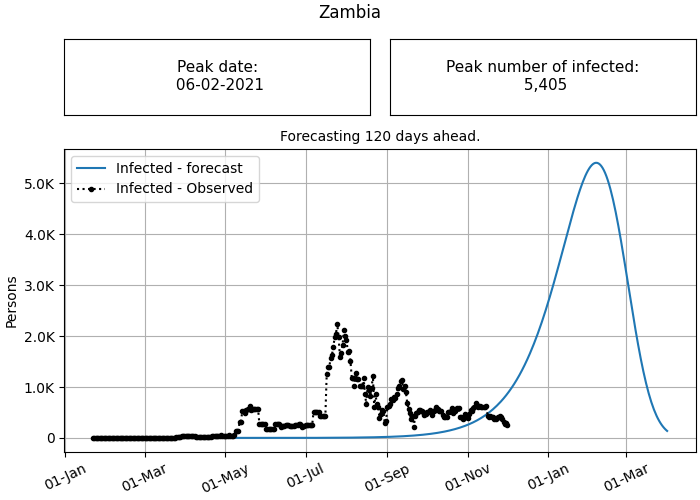 Zambia
Peak date:
06-02-2021
Peak number of infected:
5,405
Forecasting 120 days ahead.
Infected - forecast
Infected - Observed
5.0K
4.0K
3.0K
2.0K
1.0K
0
Persons
01-Jan
01-Mar
01-May
01-Jul
01-Sep
01-Nov
01-Jan
01-Mar